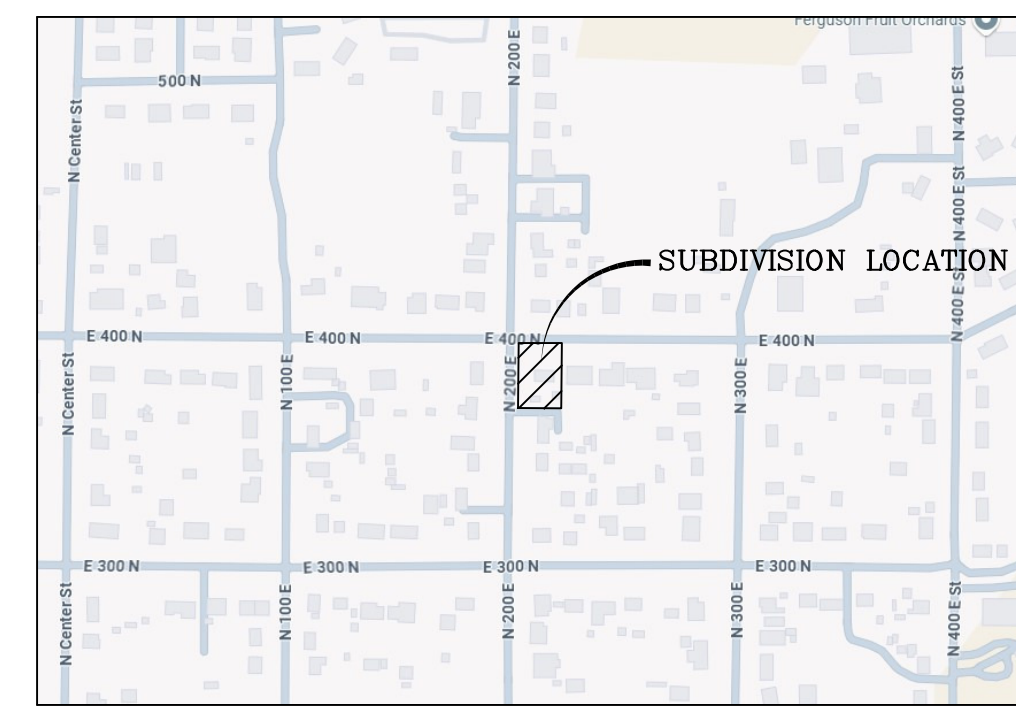 Ferguson Fruit Orchards
500 N
N 200 E
N Center St
N 400 E St
N 400 E St
SUBDIVISION LOCATION
N 400 E St
E 400 N
E 400 N
E 400 N
E 400 N
N Center St
N 100 E
N 200 E
N 300 E
E 300 N
E 300 N
E 300 N
E 300 N
N Center St
N 100 E
N 200 E
N 300 E
N 400 E St